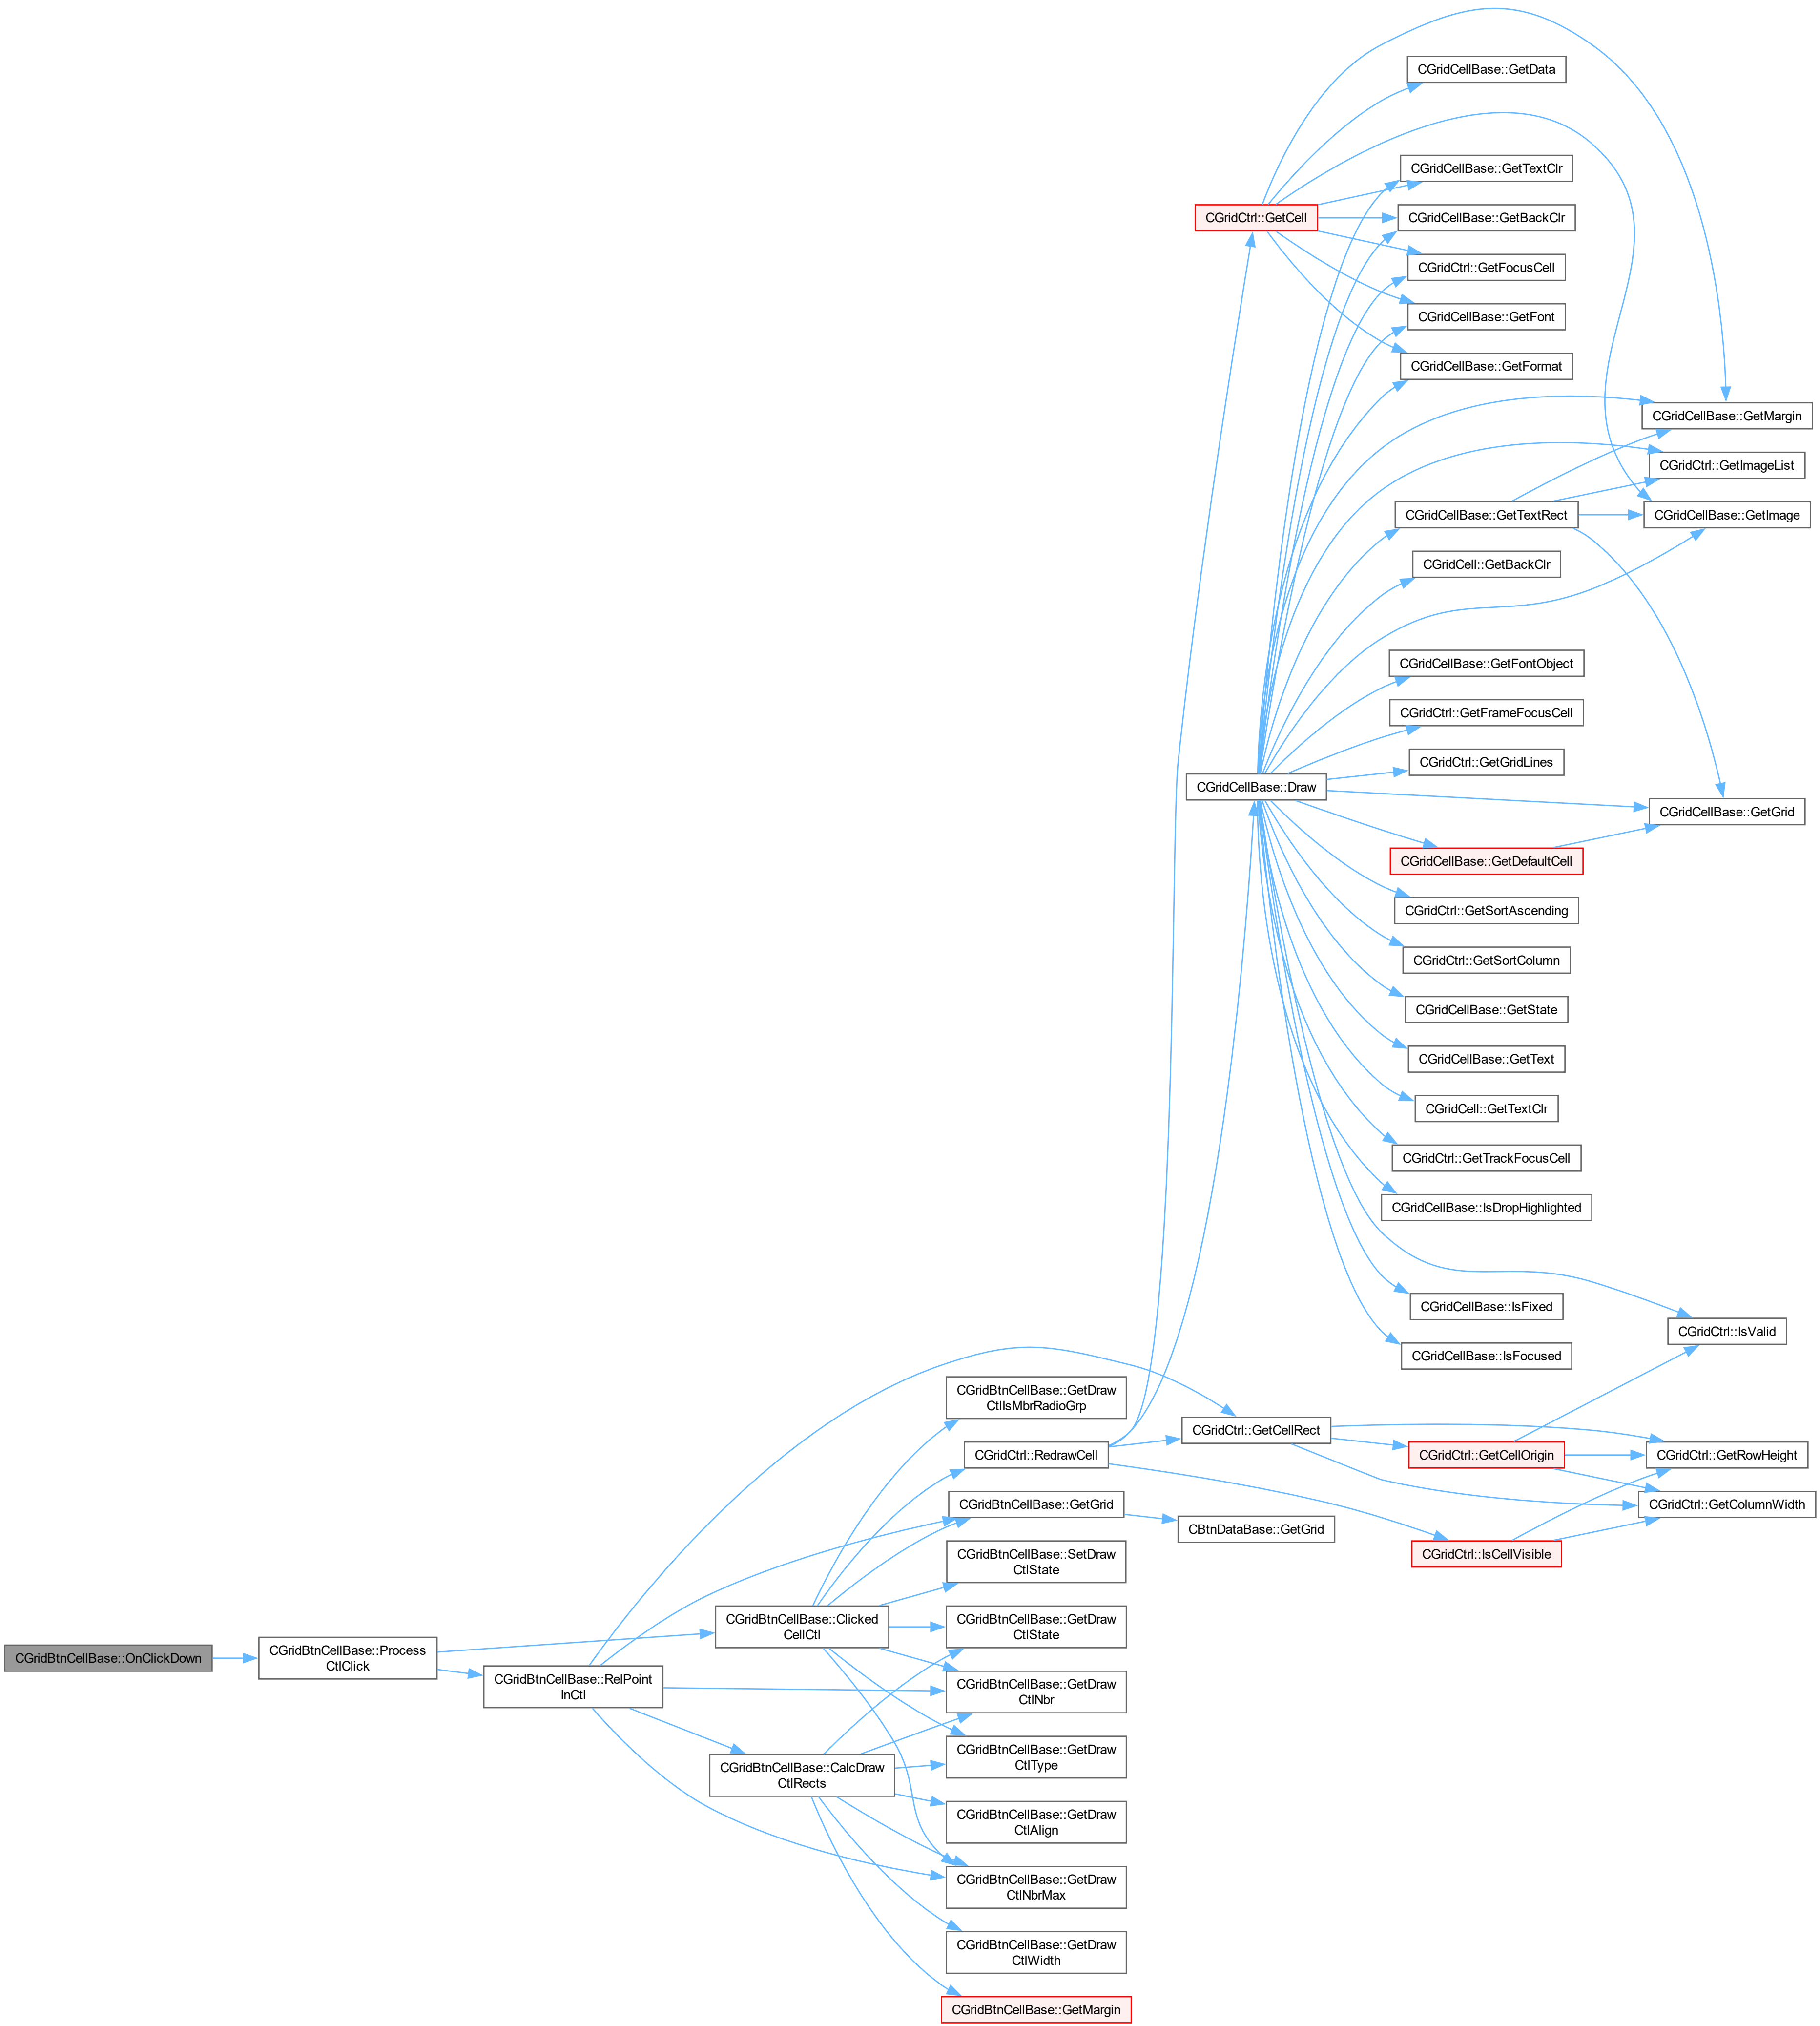 CGridCellBase::GetData
CGridCellBase::GetTextClr
CGridCtrl::GetCell
CGridCellBase::GetBackClr
CGridCtrl::GetFocusCell
CGridCellBase::GetFont
CGridCellBase::GetFormat
CGridCellBase::GetMargin
CGridCtrl::GetImageList
CGridCellBase::GetTextRect
CGridCellBase::GetImage
CGridCell::GetBackClr
CGridCellBase::GetFontObject
CGridCtrl::GetFrameFocusCell
CGridCtrl::GetGridLines
CGridCellBase::Draw
CGridCellBase::GetGrid
CGridCellBase::GetDefaultCell
CGridCtrl::GetSortAscending
CGridCtrl::GetSortColumn
CGridCellBase::GetState
CGridCellBase::GetText
CGridCell::GetTextClr
CGridCtrl::GetTrackFocusCell
CGridCellBase::IsDropHighlighted
CGridCellBase::IsFixed
CGridCtrl::IsValid
CGridCellBase::IsFocused
CGridBtnCellBase::GetDraw
CtlIsMbrRadioGrp
CGridCtrl::GetCellRect
CGridCtrl::RedrawCell
CGridCtrl::GetCellOrigin
CGridCtrl::GetRowHeight
CGridBtnCellBase::GetGrid
CGridCtrl::GetColumnWidth
CBtnDataBase::GetGrid
CGridCtrl::IsCellVisible
CGridBtnCellBase::SetDraw
CtlState
CGridBtnCellBase::Clicked
CellCtl
CGridBtnCellBase::GetDraw
CtlState
CGridBtnCellBase::OnClickDown
CGridBtnCellBase::Process
CtlClick
CGridBtnCellBase::RelPoint
InCtl
CGridBtnCellBase::GetDraw
CtlNbr
CGridBtnCellBase::GetDraw
CtlType
CGridBtnCellBase::CalcDraw
CtlRects
CGridBtnCellBase::GetDraw
CtlAlign
CGridBtnCellBase::GetDraw
CtlNbrMax
CGridBtnCellBase::GetDraw
CtlWidth
CGridBtnCellBase::GetMargin